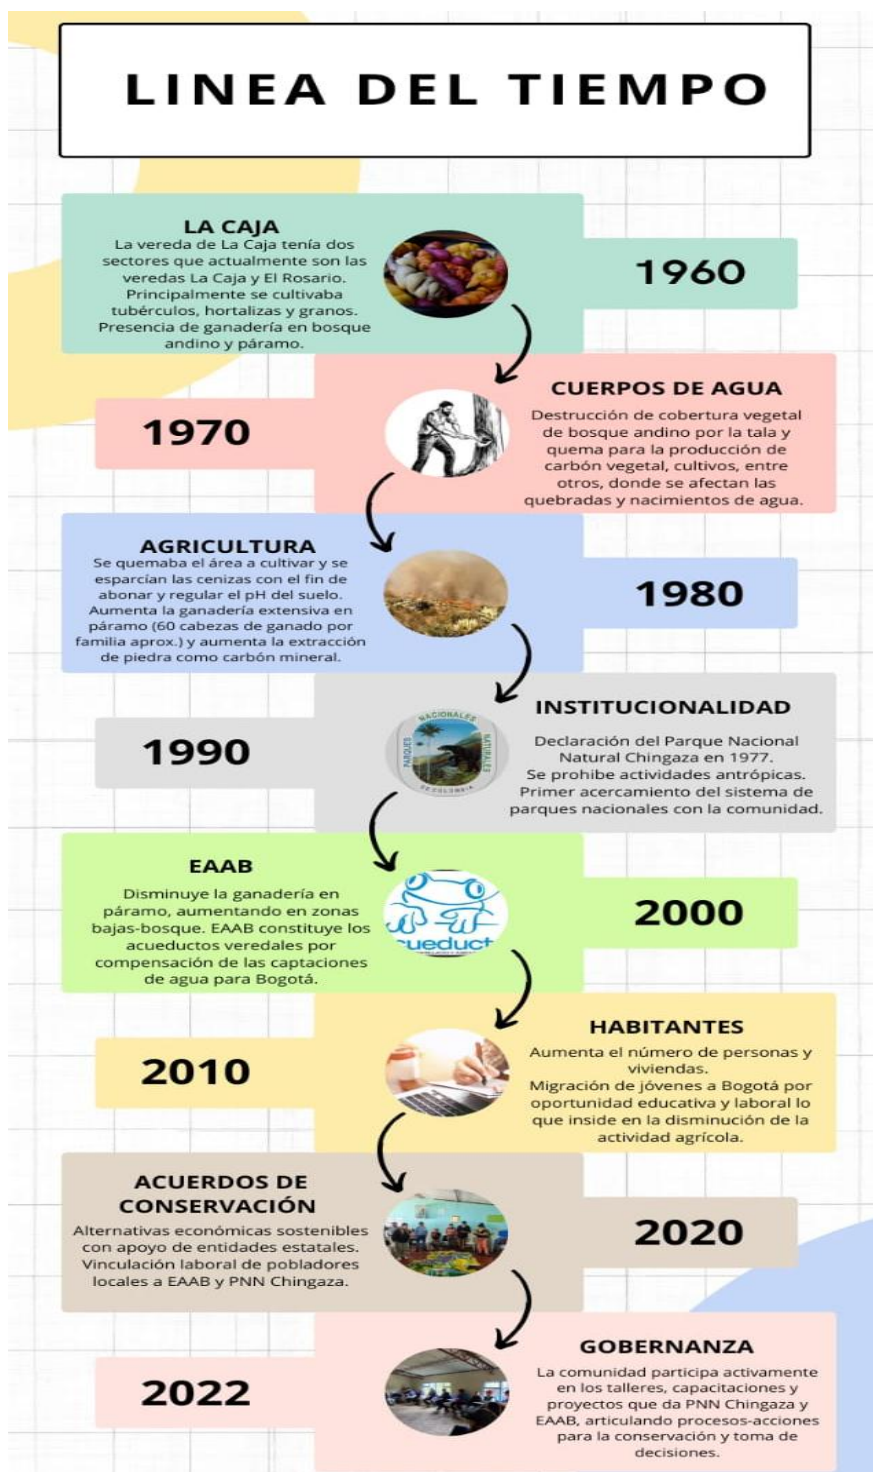 LINEA DEL TIEMPO
LA CAJA
La vereda de La Caja tenía dos
sectores que actualmente son las
veredas La Caja y El Rosario.
Principalmente se cultivaba
tubérculos, hortalizas y granos.
Presencia de ganadería en bosque
andino y páramo.
1960
1970
CUERPOS DE AGUA
Destrucción de cobertura vegetal
de bosque andino por la tala y
quema para la producción de
carbón vegetal, cultivos, entre
otros, donde se afectan las
quebradas y nacimientos de agua.
AGRICULTURA
Se quemaba el área a cultivar y se
esparcían las cenizas con el fin de
abonar y regular el pH del suelo.
Aumenta la ganadería extensiva en
páramo (60 cabezas de ganado por
familia aprox.) y aumenta la extracción
de piedra como carbón mineral.
1980
1990
PARQUES
NACIONALES
NATURALES
DE COLOMBIA
INSTITUCIONALIDAD
Declaración del Parque Nacional
Natural Chingaza en 1977.
Se prohibe actividades antrópicas.
Primer acercamiento del sistema de
parques nacionales con la comunidad.
EAAB
Disminuye la ganadería en
páramo, aumentando en zonas
bajas-bosque. EAAB constituye los
acueductos veredales por
compensación de las captaciones
de agua para Bogotá.
cueduct
2000
2010
HABITANTES
Aumenta el número de personas y
viviendas.
Migración de jóvenes a Bogotá por
oportunidad educativa y laboral lo
que inside en la disminución de la
actividad agrícola.
ACUERDOS DE
CONSERVACIÓN
Alternativas económicas sostenibles
con apoyo de entidades estatales.
Vinculación laboral de pobladores
locales a EAAB y PNN Chingaza.
2020
2022
GOBERNANZA
La comunidad participa activamente
en los talleres, capacitaciones y
proyectos que da PNN Chingaza y
EAAB, articulando procesos-acciones
para la conservación y toma de
decisiones.